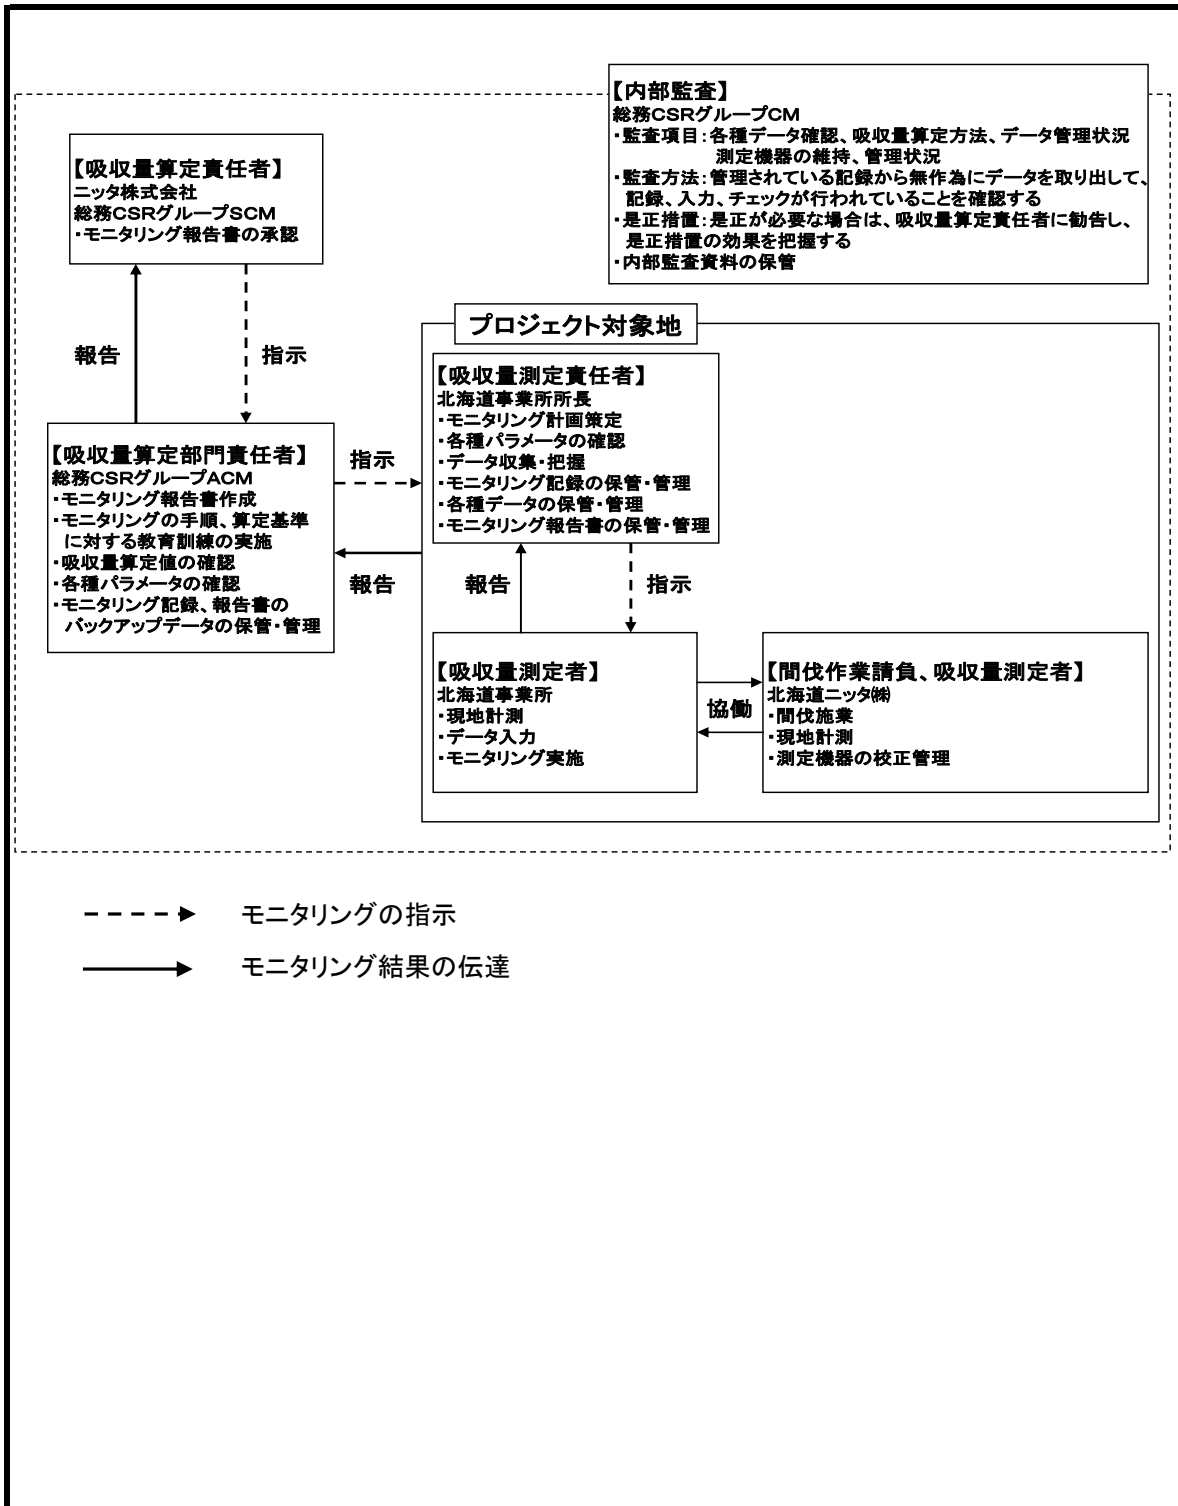 【内部監査】
総務CSRグループCM
・監査項目：各種データ確認、吸収量算定方法、データ管理状況
測定機器の維持、管理状況
・監査方法：管理されている記録から無作為にデータを取り出して、
記録、入力、チェックが行われていることを確認する
・是正措置：是正が必要な場合は、吸収量算定責任者に勧告し、
是正措置の効果を把握する
・内部監査資料の保管
【吸収量算定責任者】
ニッタ株式会社
総務CSRグループSCM
・モニタリング報告書の承認
報告
指示
【吸収量算定部門責任者】
総務CSRグループACM
・モニタリング報告書作成
・モニタリングの手順、算定基準
に対する教育訓練の実施
・吸収量算定値の確認
・各種パラメータの確認
・モニタリング記録、報告書の
バックアップデータの保管・管理
指示
報告
プロジェクト対象地
【吸収量測定責任者】
北海道事業所所長
・モニタリング計画策定
・各種パラメータの確認
・データ収集・把握
・モニタリング記録の保管・管理
・各種データの保管・管理
・モニタリング報告書の保管・管理
報告
指示
【吸収量測定者】
北海道事業所
・現地計測
・データ入力
・モニタリング実施
協働
【間伐作業請負、吸収量測定者】
北海道ニッタ㈱
・間伐施業
・現地計測
・測定機器の校正管理
モニタリングの指示
モニタリング結果の伝達